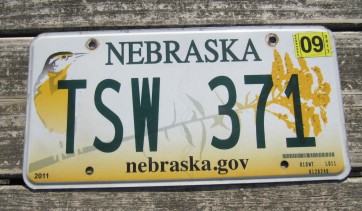 NEBRASKA
09
TSW 371
nebraska.gov
2011